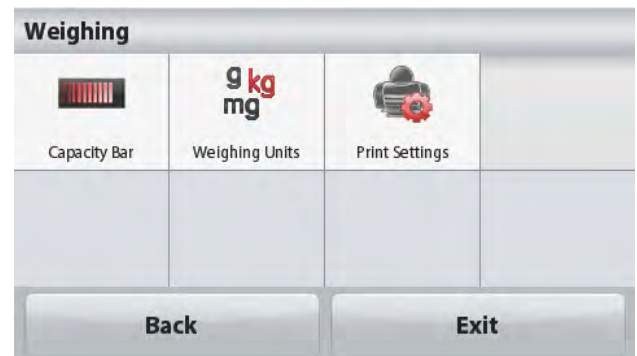 Weighing
g kg
mg
Capacity Bar
Weighing Units
Print Settings
Back
Exit